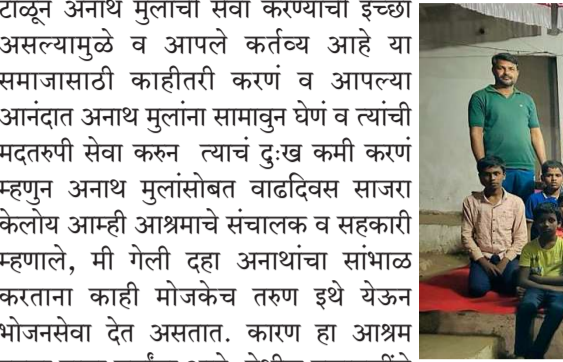 टाळून अनाथ मुलांची सेवा करण्याची इच्छा
असल्यामुळे व आपले कर्तव्य आहे या
समाजासाठी काहीतरी करणं व आपल्या
आनंदात अनाथ मुलांना सामावुन घेणं व त्यांची
मदतरुपी सेवा करुन त्याचं दुःख कमी करणं
म्हणुन अनाथ मुलांसोबत वाढदिवस साजरा
केलोय आम्ही आश्रमाचे संचालक व सहकारी
म्हणाले, मी गेली दहा अनाथांचा सांभाळ
करताना काही मोजकेच तरुण इथे येऊन
भोजनसेवा देत असतात. कारण हा आश्रम